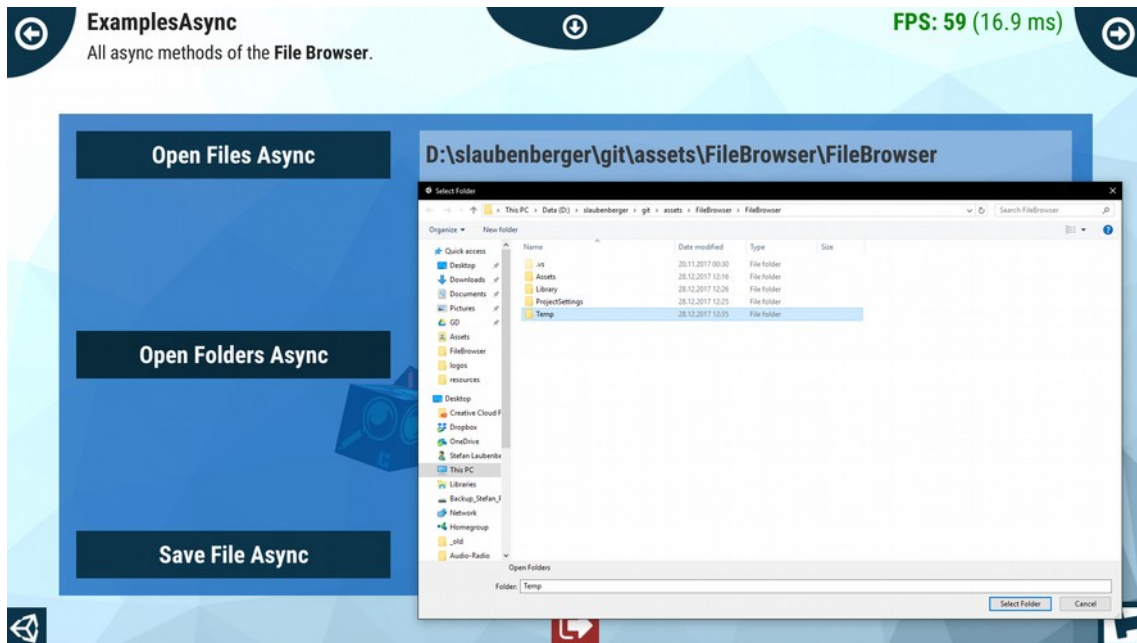 ExamplesAsync
FPS: 59 (16.9 ms)
All async methods of the File Browser.
Open Files Async
D:\slaubenberger\git\assets\FileBrowser\FileBrowser
Select Folder
This PC › Data (D:) › slaubenberger › git › assets › FileBrowser › FileBrowser
Search FileBrowser
Organize
New folder
Quick access
Desktop
Downloads
Documents
Pictures
GD
Assets
FileBrowser
logos
resources
Desktop
Creative Cloud F
Dropbox
OneDrive
Stefan Laubenbe
This PC
Libraries
Backup_Stefan_
Network
Homegroup
_old
Audio-Radio
Name Date modified Type Size
.vs 20.11.2017 00:30 File folder
Assets 28.12.2017 12:16 File folder
Library 28.12.2017 12:26 File folder
ProjectSettings 28.12.2017 12:25 File folder
Temp 28.12.2017 12:35 File folder
Open Folders Async
Save File Async
Open Folders
Folder: Temp
Select Folder
Cancel